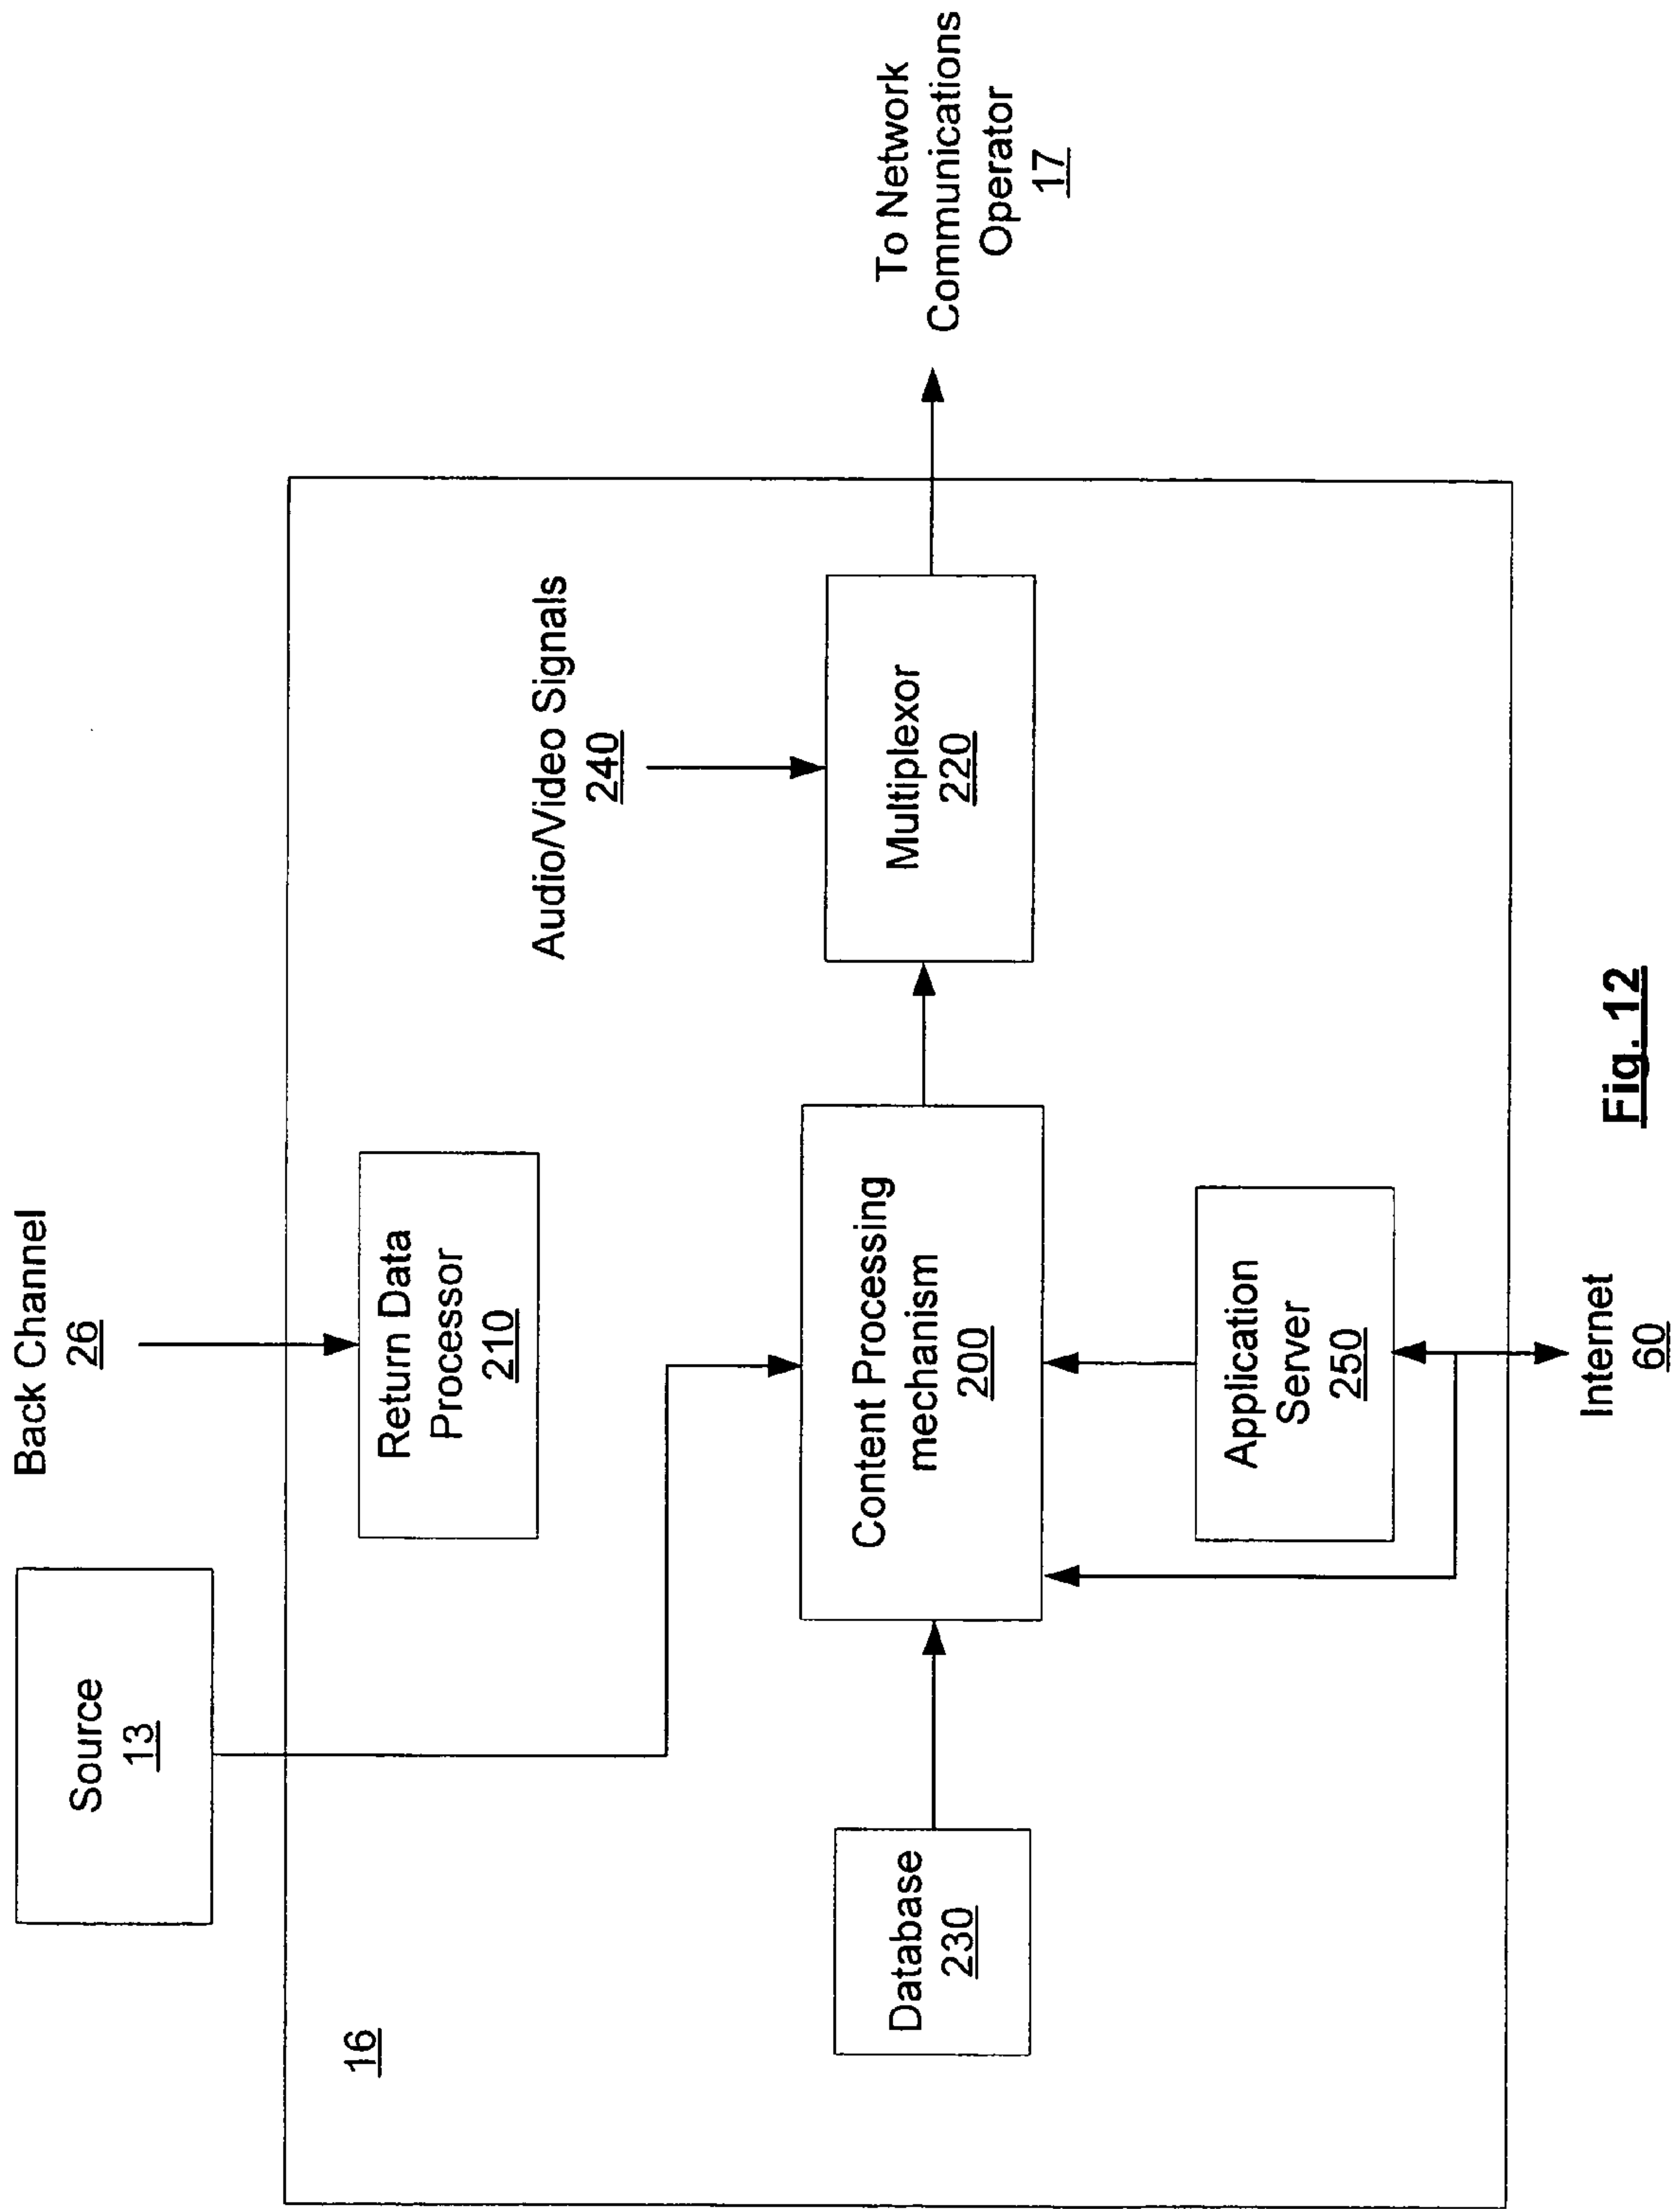 Source
13
Back Channel
26
16
Return Data
Processor
210
Audio/Video Signals
240
Database
230
Content Processing
mechanism
200
Multiplexor
220
To Network
Communications
Operator
17
Application
Server
250
Internet
60
Fig. 12